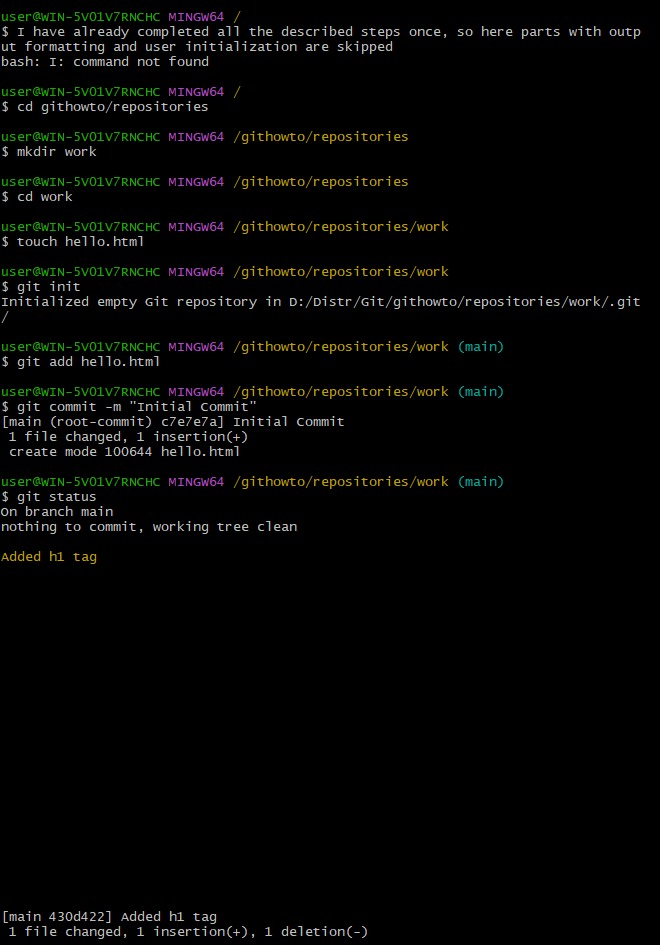 user@WIN-5V01V7RNCHC MINGW64 /
$ I have already completed all the described steps once, so here parts with outp
ut formatting and user initialization are skipped
bash: I: command not found
user@WIN-5V01V7RNCHC MINGW64 /
$ cd githowto/repositories
user@WIN-5V01V7RNCHC MINGW64 /githowto/repositories
$ mkdir work
user@WIN-5V01V7RNCHC MINGW64 /githowto/repositories
$ cd work
user@WIN-5V01V7RNCHC MINGW64 /githowto/repositories/work
$ touch hello.html
user@WIN-5V01V7RNCHC MINGW64 /githowto/repositories/work
$ git init
Initialized empty Git repository in D:/Distr/Git/githowto/repositories/work/.git
/
user@WIN-5V01V7RNCHC MINGW64 /githowto/repositories/work (main)
$ git add hello.html
user@WIN-5V01V7RNCHC MINGW64 /githowto/repositories/work (main)
$ git commit -m "Initial Commit"
[main (root-commit) c7e7e7a] Initial Commit
 1 file changed, 1 insertion(+)
 create mode 100644 hello.html
user@WIN-5V01V7RNCHC MINGW64 /githowto/repositories/work (main)
$ git status
On branch main
nothing to commit, working tree clean
Added h1 tag
[main 430d422] Added h1 tag
 1 file changed, 1 insertion(+), 1 deletion(-)